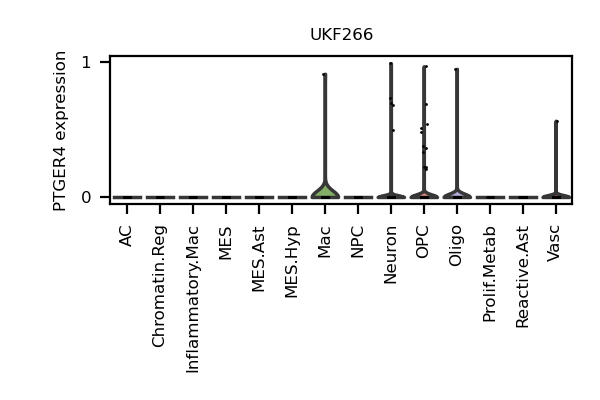 UKF266
PTGER4 expression
1
0
AC
Chromatin.Reg
Inflammatory.Mac
MES
MES.Ast
MES.Hyp
Mac
NPC
Neuron
OPC
Oligo
Prolif.Metab
Reactive.Ast
Vasc